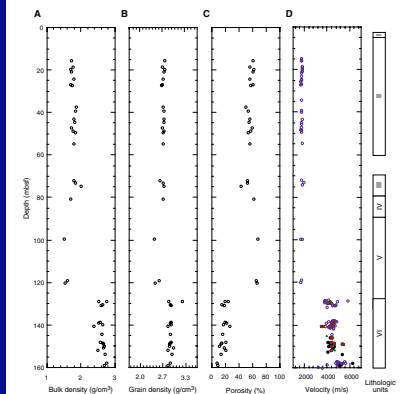 A B C D
0
20
40
60
80
100
120
140
160
Depth (mbsf)
1 2 3
Bulk density (g/cm³)
2.0 2.7 3.3
Grain density (g/cm³)
0 20 40 60 80 100
Porosity (%)
2000 4000 6000
Velocity (m/s)
I
II
III
IV
V
VI
Lithologic
units